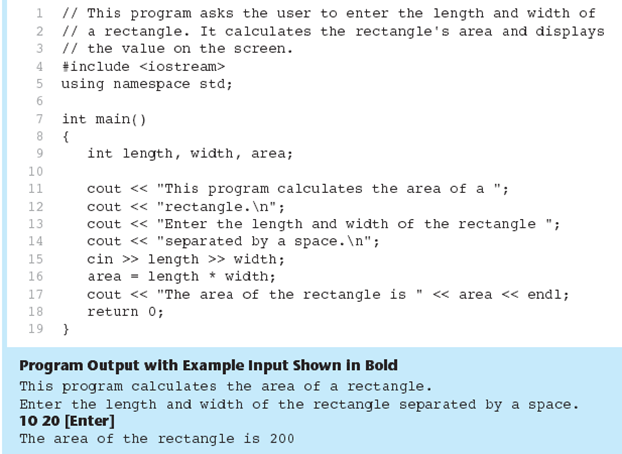 1 // This program asks the user to enter the length and width of
2 // a rectangle. It calculates the rectangle's area and displays
3 // the value on the screen.
4 #include <iostream>
5 using namespace std;
6
7 int main()
8 {
9 int length, width, area;
10
11 cout << "This program calculates the area of a ";
12 cout << "rectangle.\n";
13 cout << "Enter the length and width of the rectangle ";
14 cout << "separated by a space.\n";
15 cin >> length >> width;
16 area = length * width;
17 cout << "The area of the rectangle is " << area << endl;
18 return 0;
19 }
Program Output with Example Input Shown in Bold
This program calculates the area of a rectangle.
Enter the length and width of the rectangle separated by a space.
10 20 [Enter]
The area of the rectangle is 200